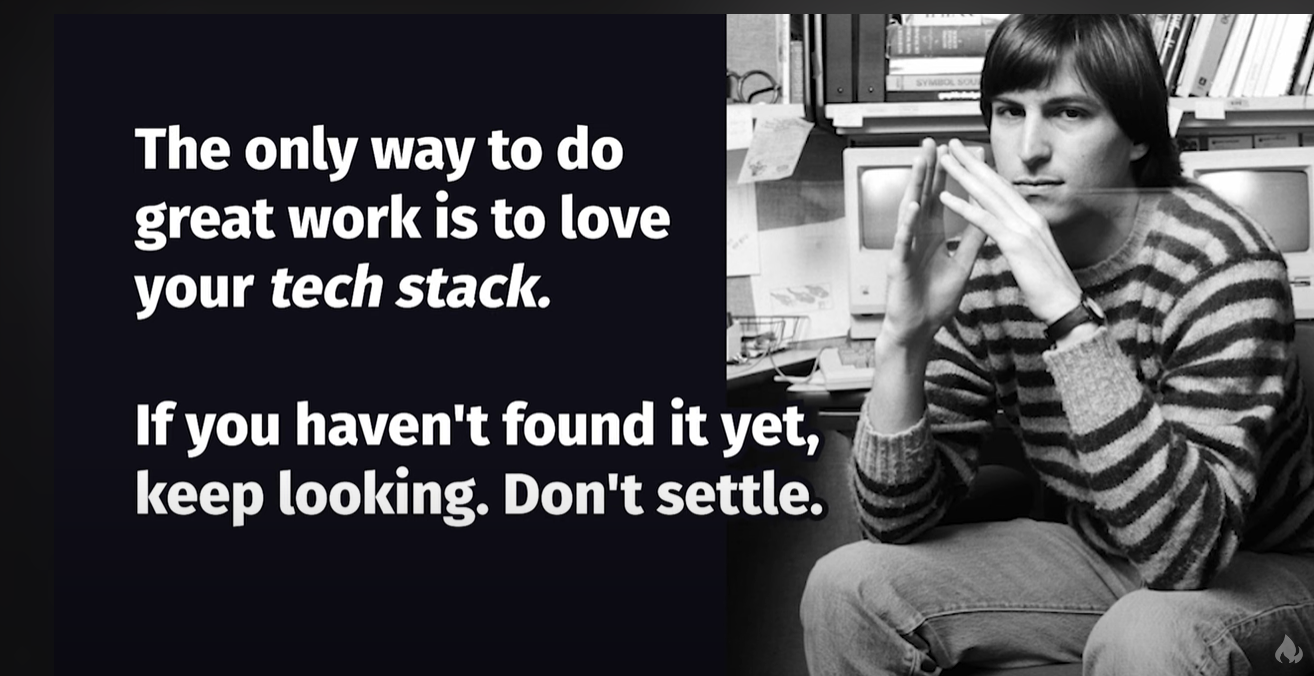 The only way to do
great work is to love
your tech stack.
If you haven't found it yet,
keep looking. Don't settle.